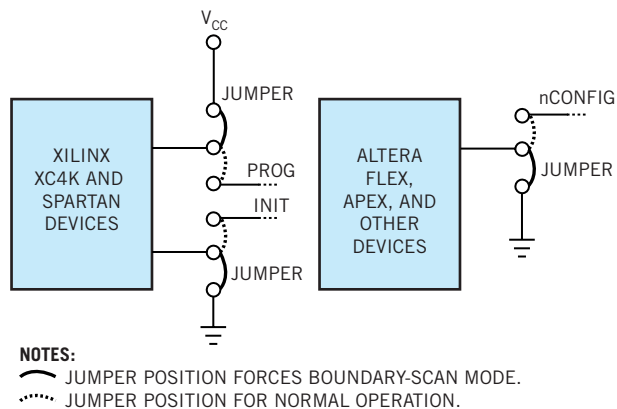 VCC
JUMPER
XILINX
XC4K AND
SPARTAN
DEVICES
PROG
INIT
JUMPER
nCONFIG
ALTERA
FLEX,
APEX, AND
OTHER
DEVICES
JUMPER
NOTES:
JUMPER POSITION FORCES BOUNDARY-SCAN MODE.
JUMPER POSITION FOR NORMAL OPERATION.